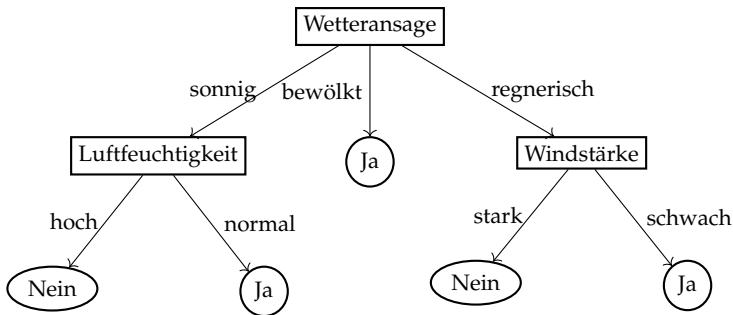 Wetteransage
sonnig
bewölkt
regnerisch
Luftfeuchtigkeit
Ja
Windstärke
hoch
normal
stark
schwach
Nein
Ja
Nein
Ja